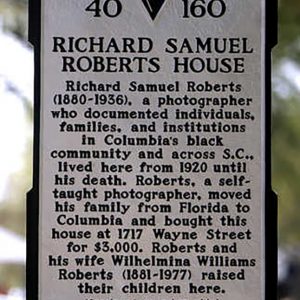 40 160
RICHARD SAMUEL
ROBERTS HOUSE
Richard Samuel Roberts
(1880-1936), a photographer
who documented individuals,
families, and institutions
in Columbia's black
community and across S.C.,
lived here from 1920 until
his death. Roberts, a self-
taught photographer, moved
his family from Florida to
Columbia and bought this
house at 1717 Wayne Street
for $3,000. Roberts and
his wife Wilhelmina Williams
Roberts (1881-1977) raised
their children here.